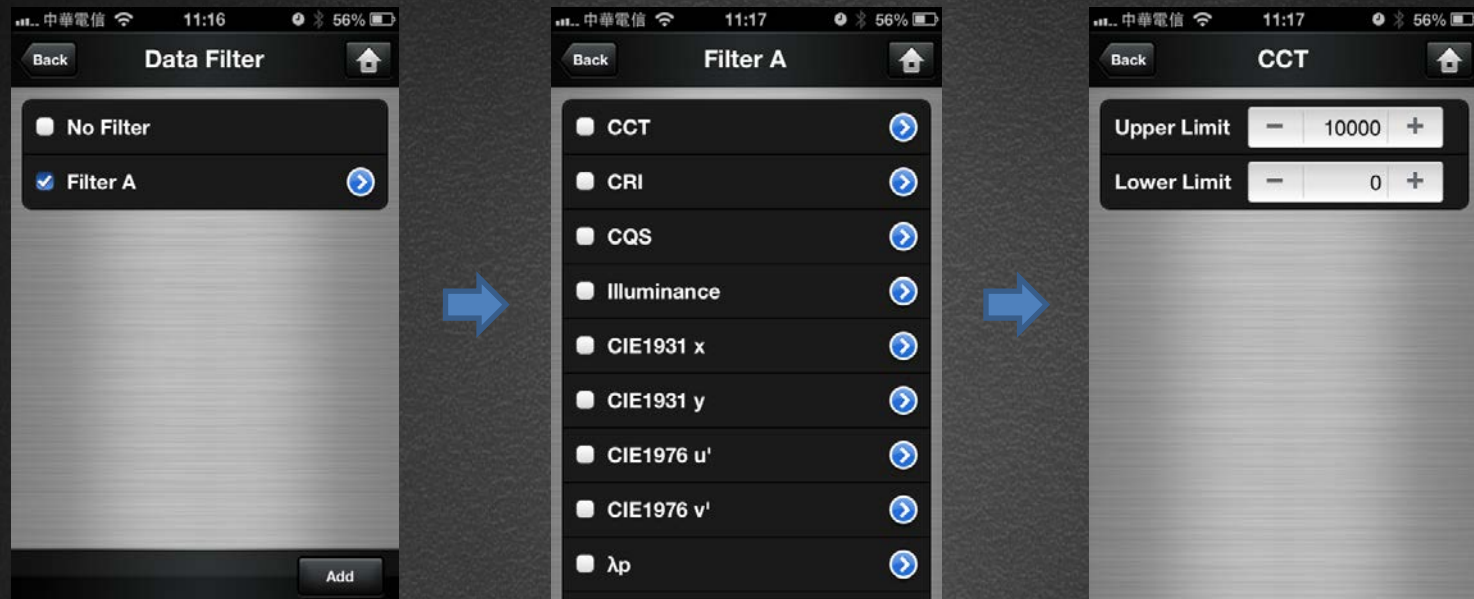 中華電信 11:16 56%
Back Data Filter
No Filter
Filter A
Add
中華電信 11:17 56%
Back Filter A
CCT
CRI
CQS
Illuminance
CIE1931 x
CIE1931 y
CIE1976 u'
CIE1976 v'
λp
中華電信 11:17 56%
Back CCT
Upper Limit − 10000 +
Lower Limit − 0 +